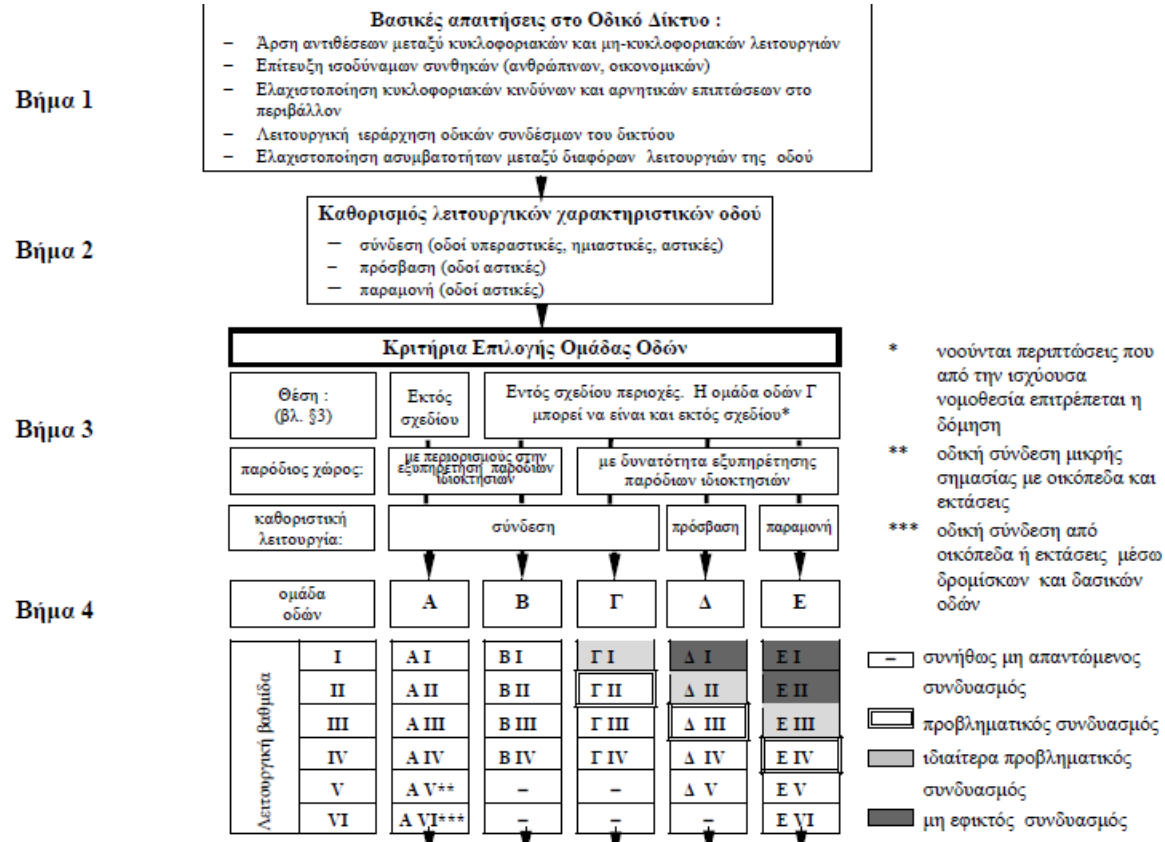 Βασικές απαιτήσεις στο Οδικό Δίκτυο :
– Άρση αντιθέσεων μεταξύ κυκλοφοριακών και μη-κυκλοφοριακών λειτουργιών
– Επίτευξη ισοδύναμων συνθηκών (ανθρώπινων, οικονομικών)
– Ελαχιστοποίηση κυκλοφοριακών κινδύνων και αρνητικών επιπτώσεων στο
περιβάλλον
– Λειτουργική ιεράρχηση οδικών συνδέσμων του δικτύου
– Ελαχιστοποίηση ασυμβατοτήτων μεταξύ διαφόρων λειτουργιών της οδού
Βήμα 1
Καθορισμός λειτουργικών χαρακτηριστικών οδού
– σύνδεση (οδοί υπεραστικές, ημιαστικές, αστικές)
– πρόσβαση (οδοί αστικές)
– παραμονή (οδοί αστικές)
Βήμα 2
Κριτήρια Επιλογής Ομάδας Οδών
Βήμα 3
Θέση :
(βλ. §3)
Εκτός
σχεδίου
Εντός σχεδίου περιοχές. Η ομάδα οδών Γ
μπορεί να είναι και εκτός σχεδίου*
παρόδιος χώρος:
με περιορισμούς στην
εξυπηρέτηση παρόδιων
ιδιοκτησιών
με δυνατότητα εξυπηρέτησης
παρόδιων ιδιοκτησιών
καθοριστική
λειτουργία:
σύνδεση
πρόσβαση
παραμονή
Βήμα 4
ομάδα
οδών
Α Β Γ Δ Ε
Λειτουργική βαθμίδα
I Α I Β I Γ I Δ I Ε I
II Α II Β II Γ II Δ II Ε II
III Α III Β III Γ III Δ III Ε III
IV Α IV Β IV Γ IV Δ IV Ε IV
V Α V** – – Δ V Ε V
VI Α VI*** – – – Ε VI
* νοούνται περιπτώσεις που
από την ισχύουσα
νομοθεσία επιτρέπεται η
δόμηση
** οδική σύνδεση μικρής
σημασίας με οικόπεδα και
εκτάσεις
*** οδική σύνδεση από
οικόπεδα ή εκτάσεις μέσω
δρομίσκων και δασικών
οδών
– συνήθως μη απαντώμενος
συνδυασμός
προβληματικός συνδυασμός
ιδιαίτερα προβληματικός
συνδυασμός
μη εφικτός συνδυασμός